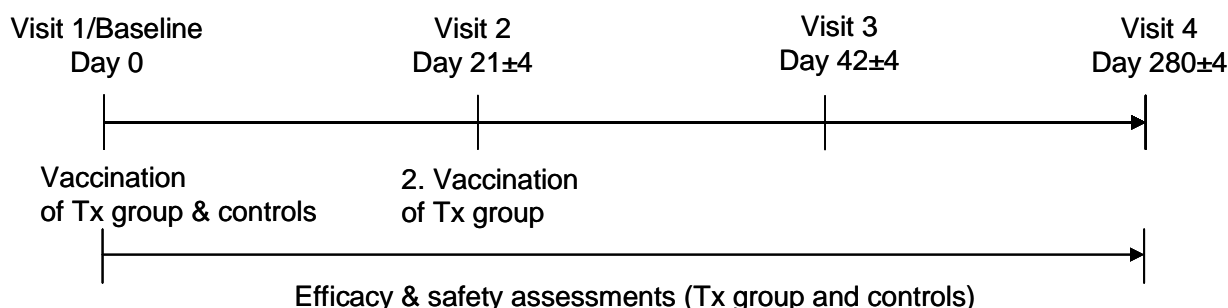 Visit 1/Baseline
Day 0
Visit 2
Day 21±4
Visit 3
Day 42±4
Visit 4
Day 280±4
Vaccination
of Tx group & controls
2. Vaccination
of Tx group
Efficacy & safety assessments (Tx group and controls)